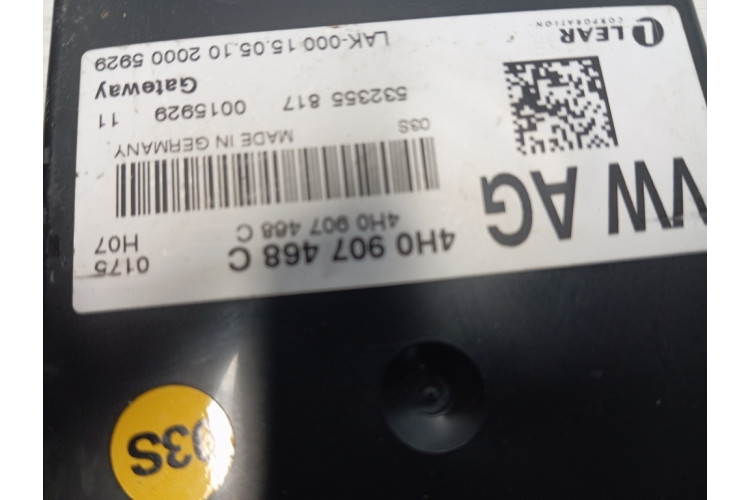 VW AG
4H0 907 468 C
4H0 907 468 C
0175
H07
03S
MADE IN GERMANY
532355 817 0015929 11
Gateway
LAK-000 15.05.10 2000 5929
LEAR
CORPORATION
03S